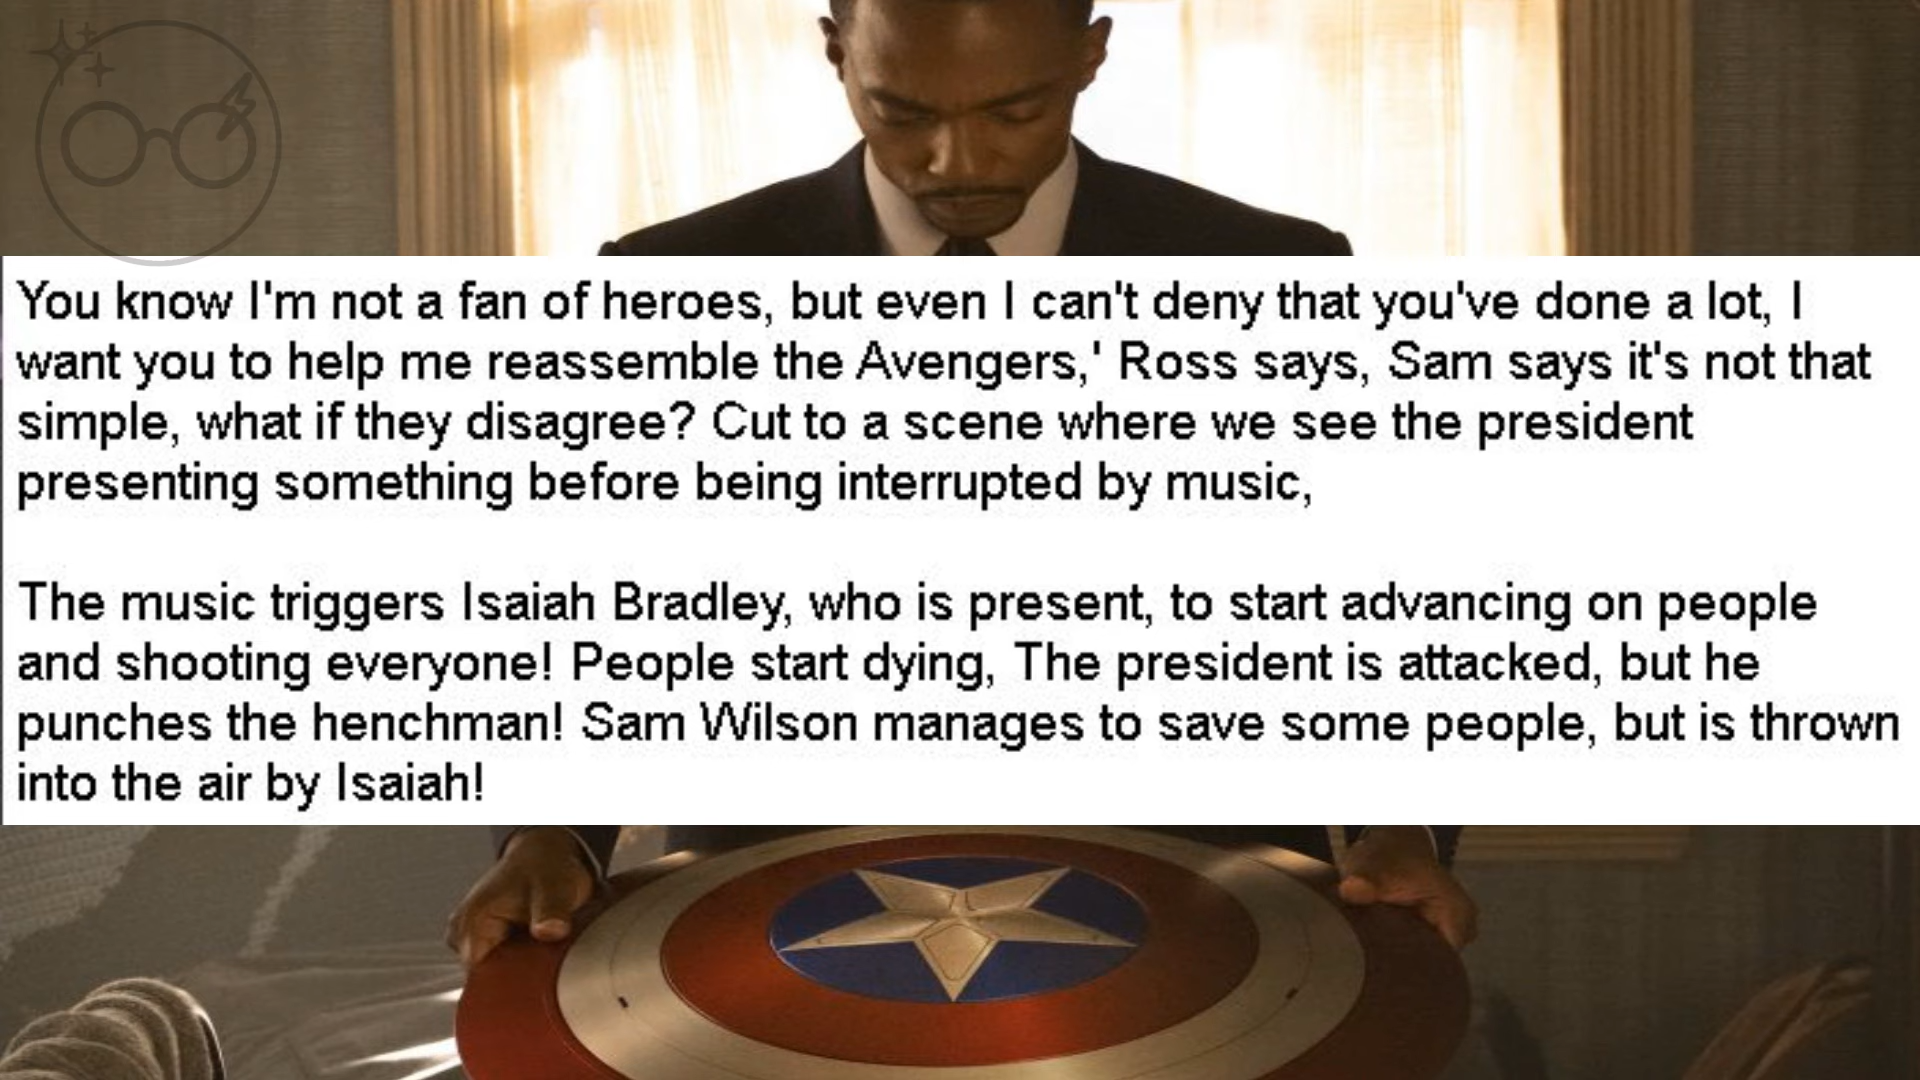 You know I'm not a fan of heroes, but even I can't deny that you've done a lot, I
want you to help me reassemble the Avengers,' Ross says, Sam says it's not that
simple, what if they disagree? Cut to a scene where we see the president
presenting something before being interrupted by music,
The music triggers Isaiah Bradley, who is present, to start advancing on people
and shooting everyone! People start dying, The president is attacked, but he
punches the henchman! Sam Wilson manages to save some people, but is thrown
into the air by Isaiah!